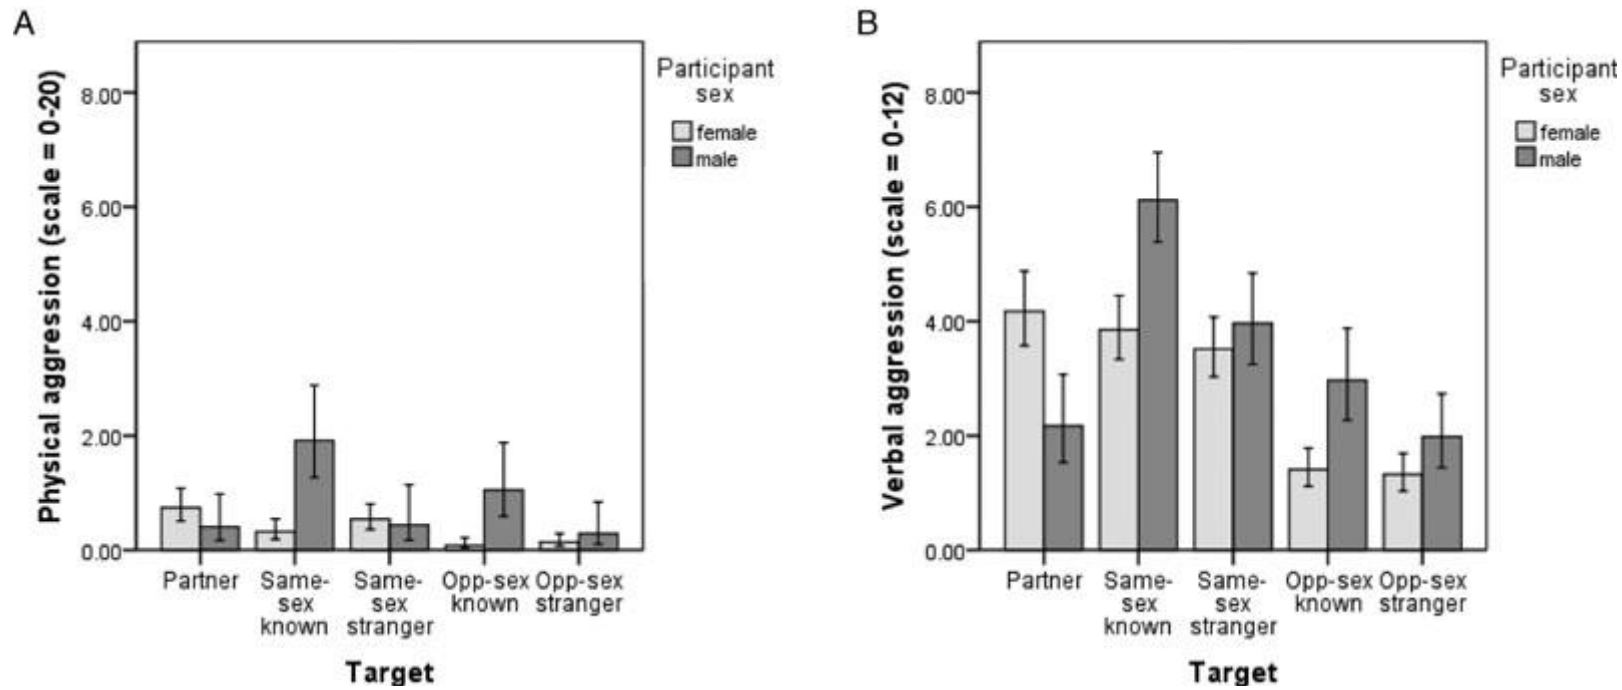 A
Physical aggression (scale = 0-20)
8.00
6.00
4.00
2.00
0.00
Partner
Same-
sex
known
Same-
sex
stranger
Opp-sex
known
Opp-sex
stranger
Target
Participant
sex
female
male
B
Verbal aggression (scale = 0-12)
8.00
6.00
4.00
2.00
0.00
Partner
Same-
sex
known
Same-
sex
stranger
Opp-sex
known
Opp-sex
stranger
Target
Participant
sex
female
male